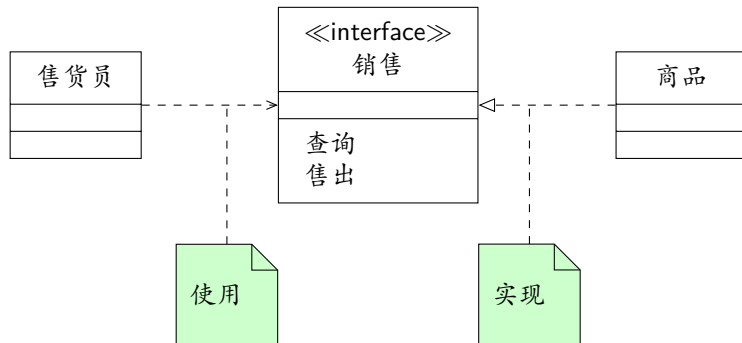 ≪interface≫
销售
售货员
商品
查询
售出
使用
实现